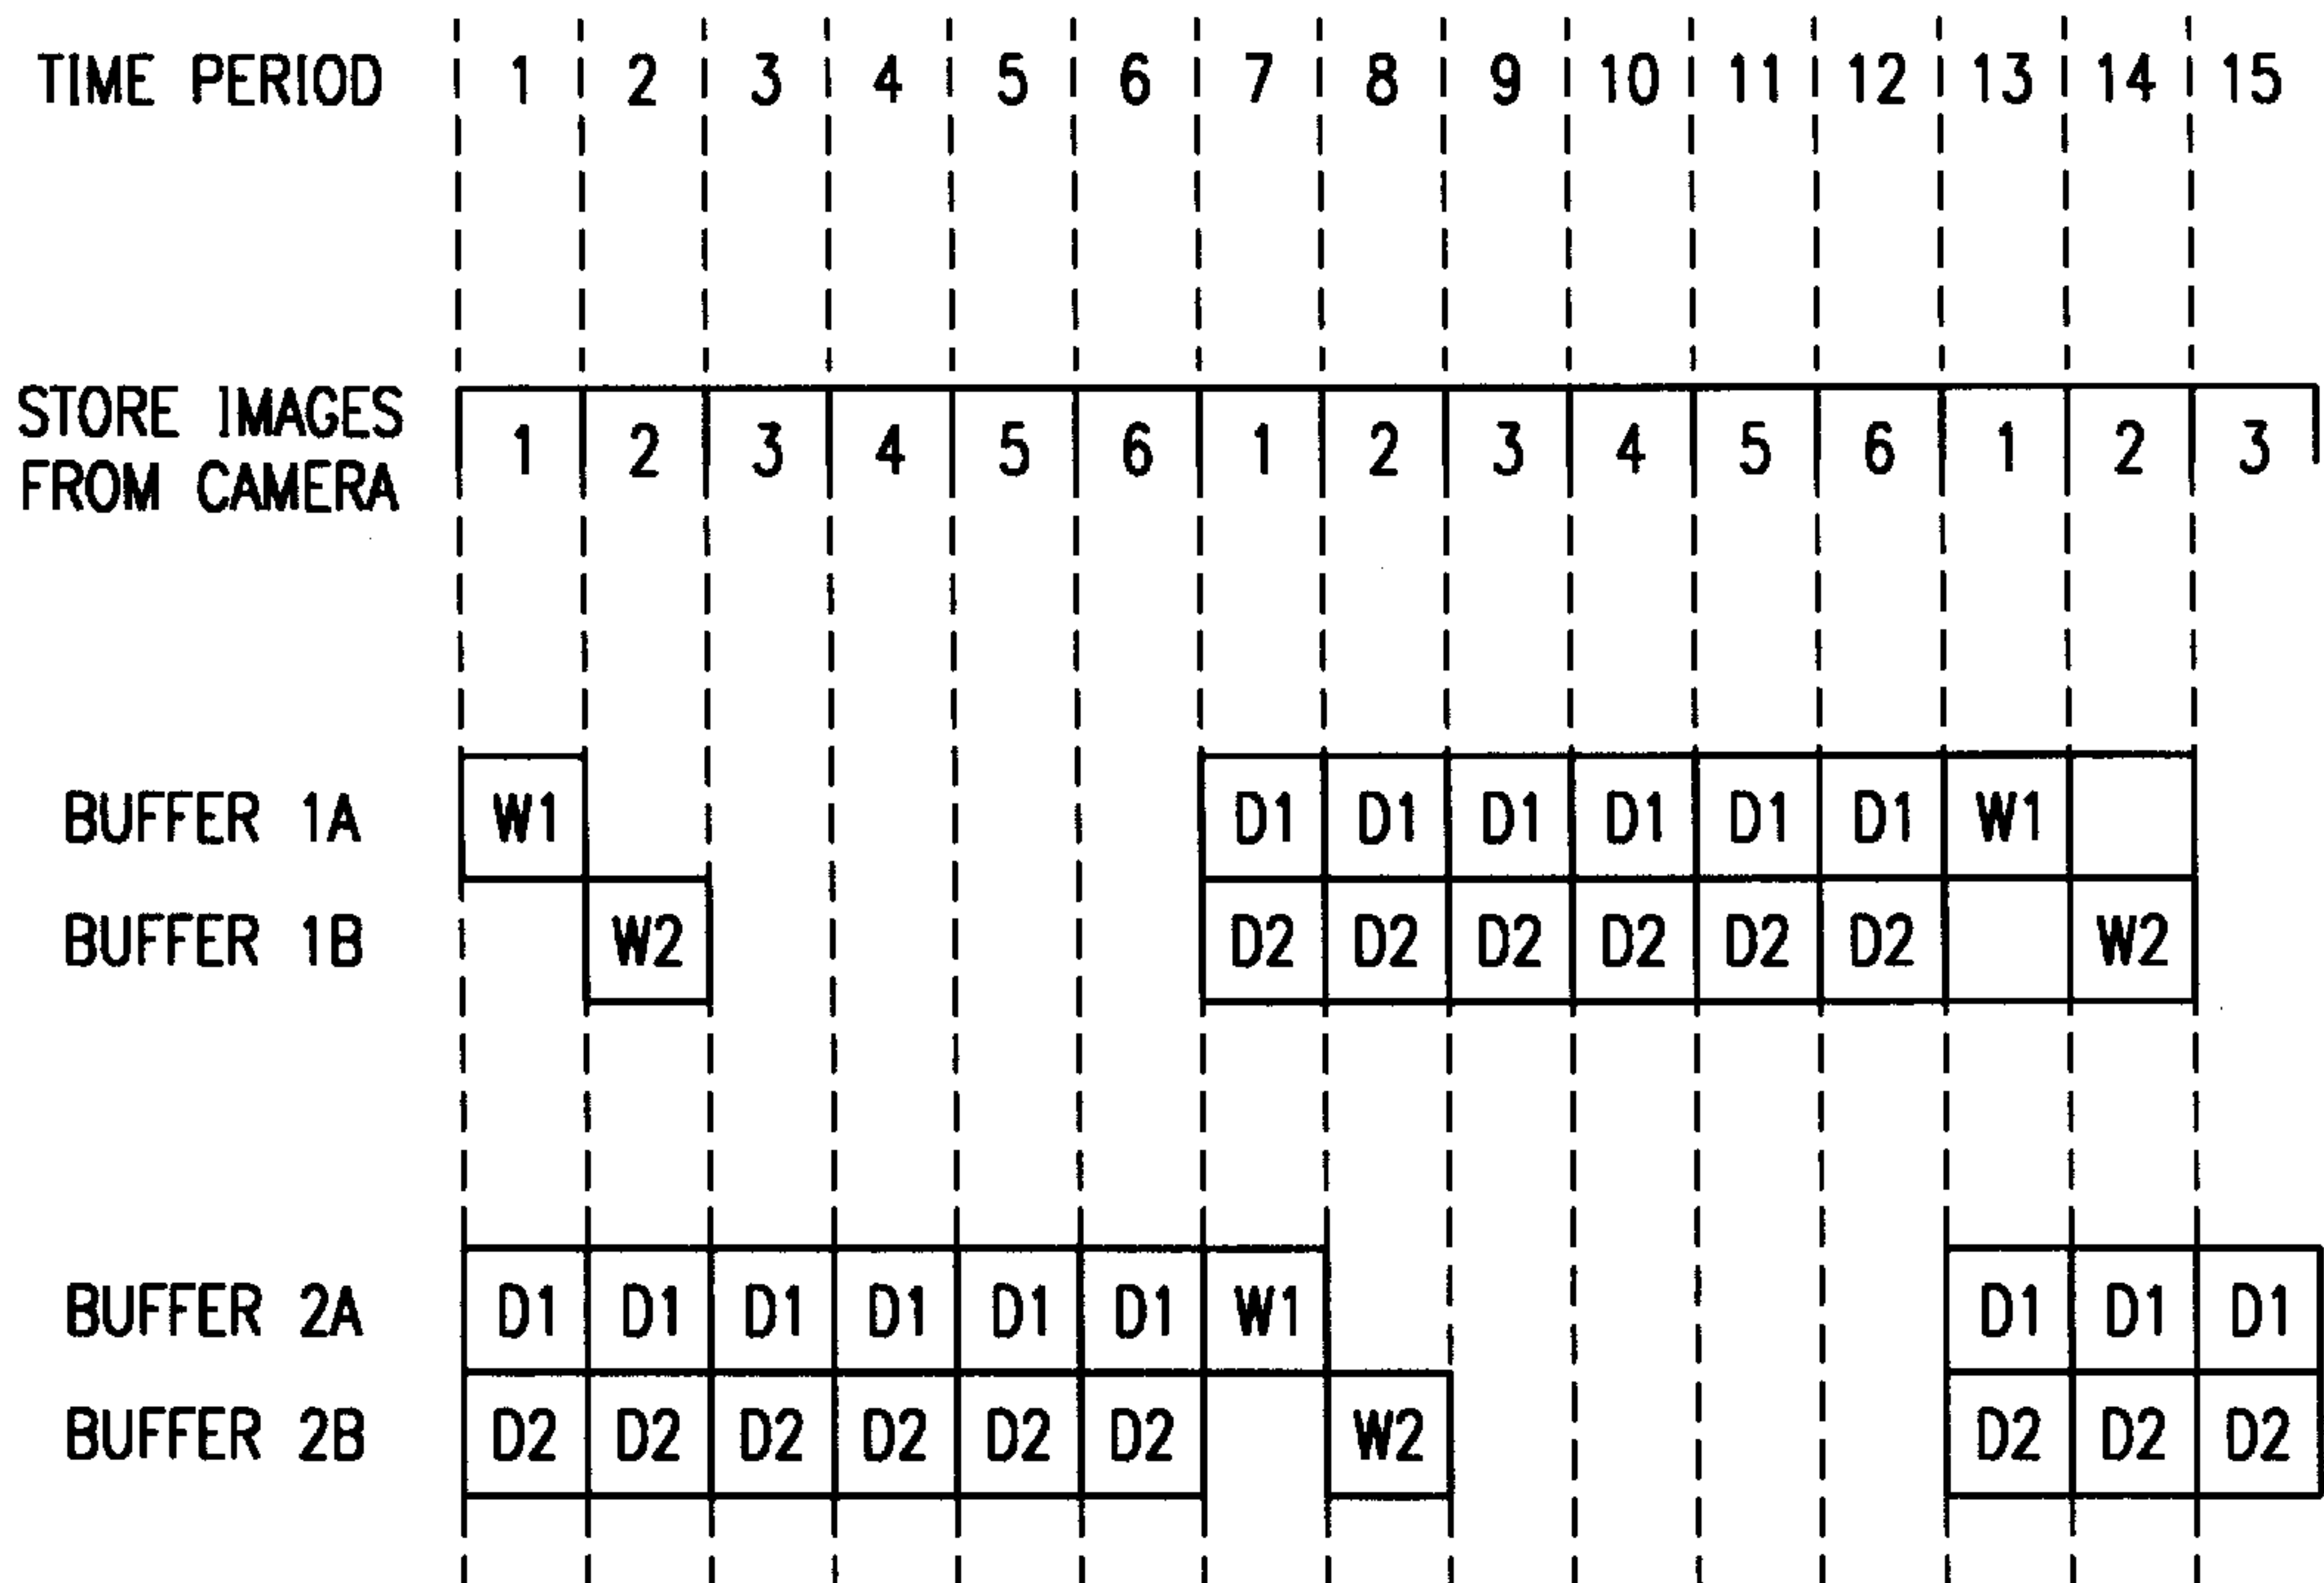 TIME PERIOD 1 2 3 4 5 6 7 8 9 10 11 12 13 14 15
STORE IMAGES
FROM CAMERA 1 2 3 4 5 6 1 2 3 4 5 6 1 2 3
BUFFER 1A W1 D1 D1 D1 D1 D1 D1 W1
BUFFER 1B W2 D2 D2 D2 D2 D2 D2 W2
BUFFER 2A D1 D1 D1 D1 D1 D1 W1 D1 D1 D1
BUFFER 2B D2 D2 D2 D2 D2 D2 W2 D2 D2 D2